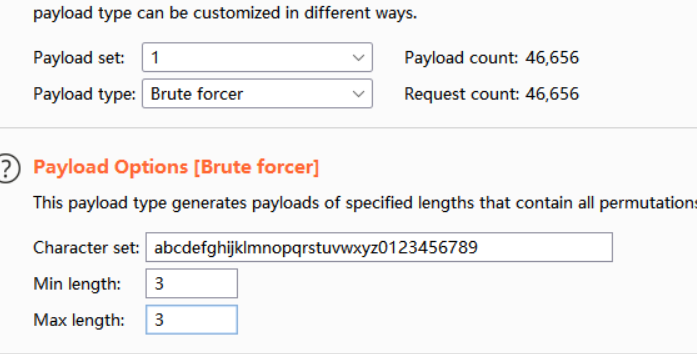 payload type can be customized in different ways.
Payload set: 1 Payload count: 46,656
Payload type: Brute forcer Request count: 46,656
? Payload Options [Brute forcer]
This payload type generates payloads of specified lengths that contain all permutations
Character set: abcdefghijklmnopqrstuvwxyz0123456789
Min length: 3
Max length: 3